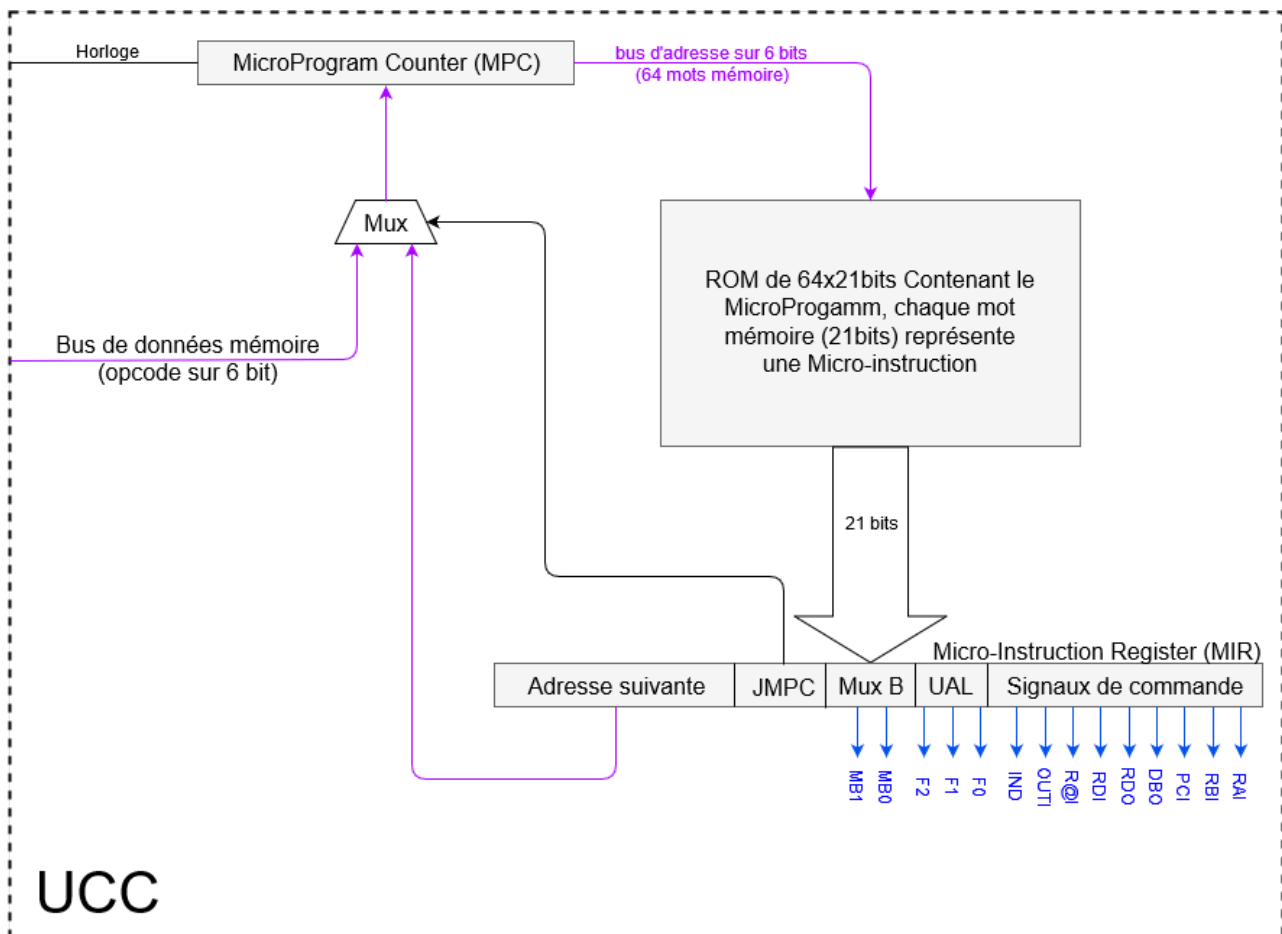 Horloge
MicroProgram Counter (MPC)
bus d'adresse sur 6 bits
(64 mots mémoire)
Mux
ROM de 64x21bits Contenant le
MicroProgamm, chaque mot
mémoire (21bits) représente
une Micro-instruction
Bus de données mémoire
(opcode sur 6 bit)
21 bits
Micro-Instruction Register (MIR)
Adresse suivante
JMPC
Mux B
UAL
Signaux de commande
MB1
MB0
F2
F1
F0
IND
OUTI
R@I
RDI
RDO
DBO
PCI
RBI
RAI
UCC